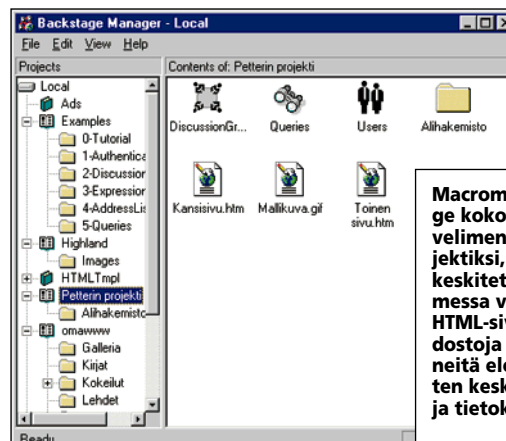 Backstage Manager - Local
File Edit View Help
Projects
Contents of: Petterin projekti
Local
Ads
Examples
0-Tutorial
1-Authentica
2-Discussion
3-Expression
4-AddressLis
5-Queries
Highland
Images
HTMLTmpl
Petterin projekti
Alihakemisto
omawww
Galleria
Kirjat
Kokeilut
Lehdet
DiscussionGr...
Queries
Users
Alihakemisto
Kansisivu.htm
Mallikuva.gif
Toinen
sivu.htm
Ready
Macrom
ge koko
velimen
jektiksi,
keskitet
messa v
HTML-siv
dostoja
neitä ele
ten kesk
ja tietok